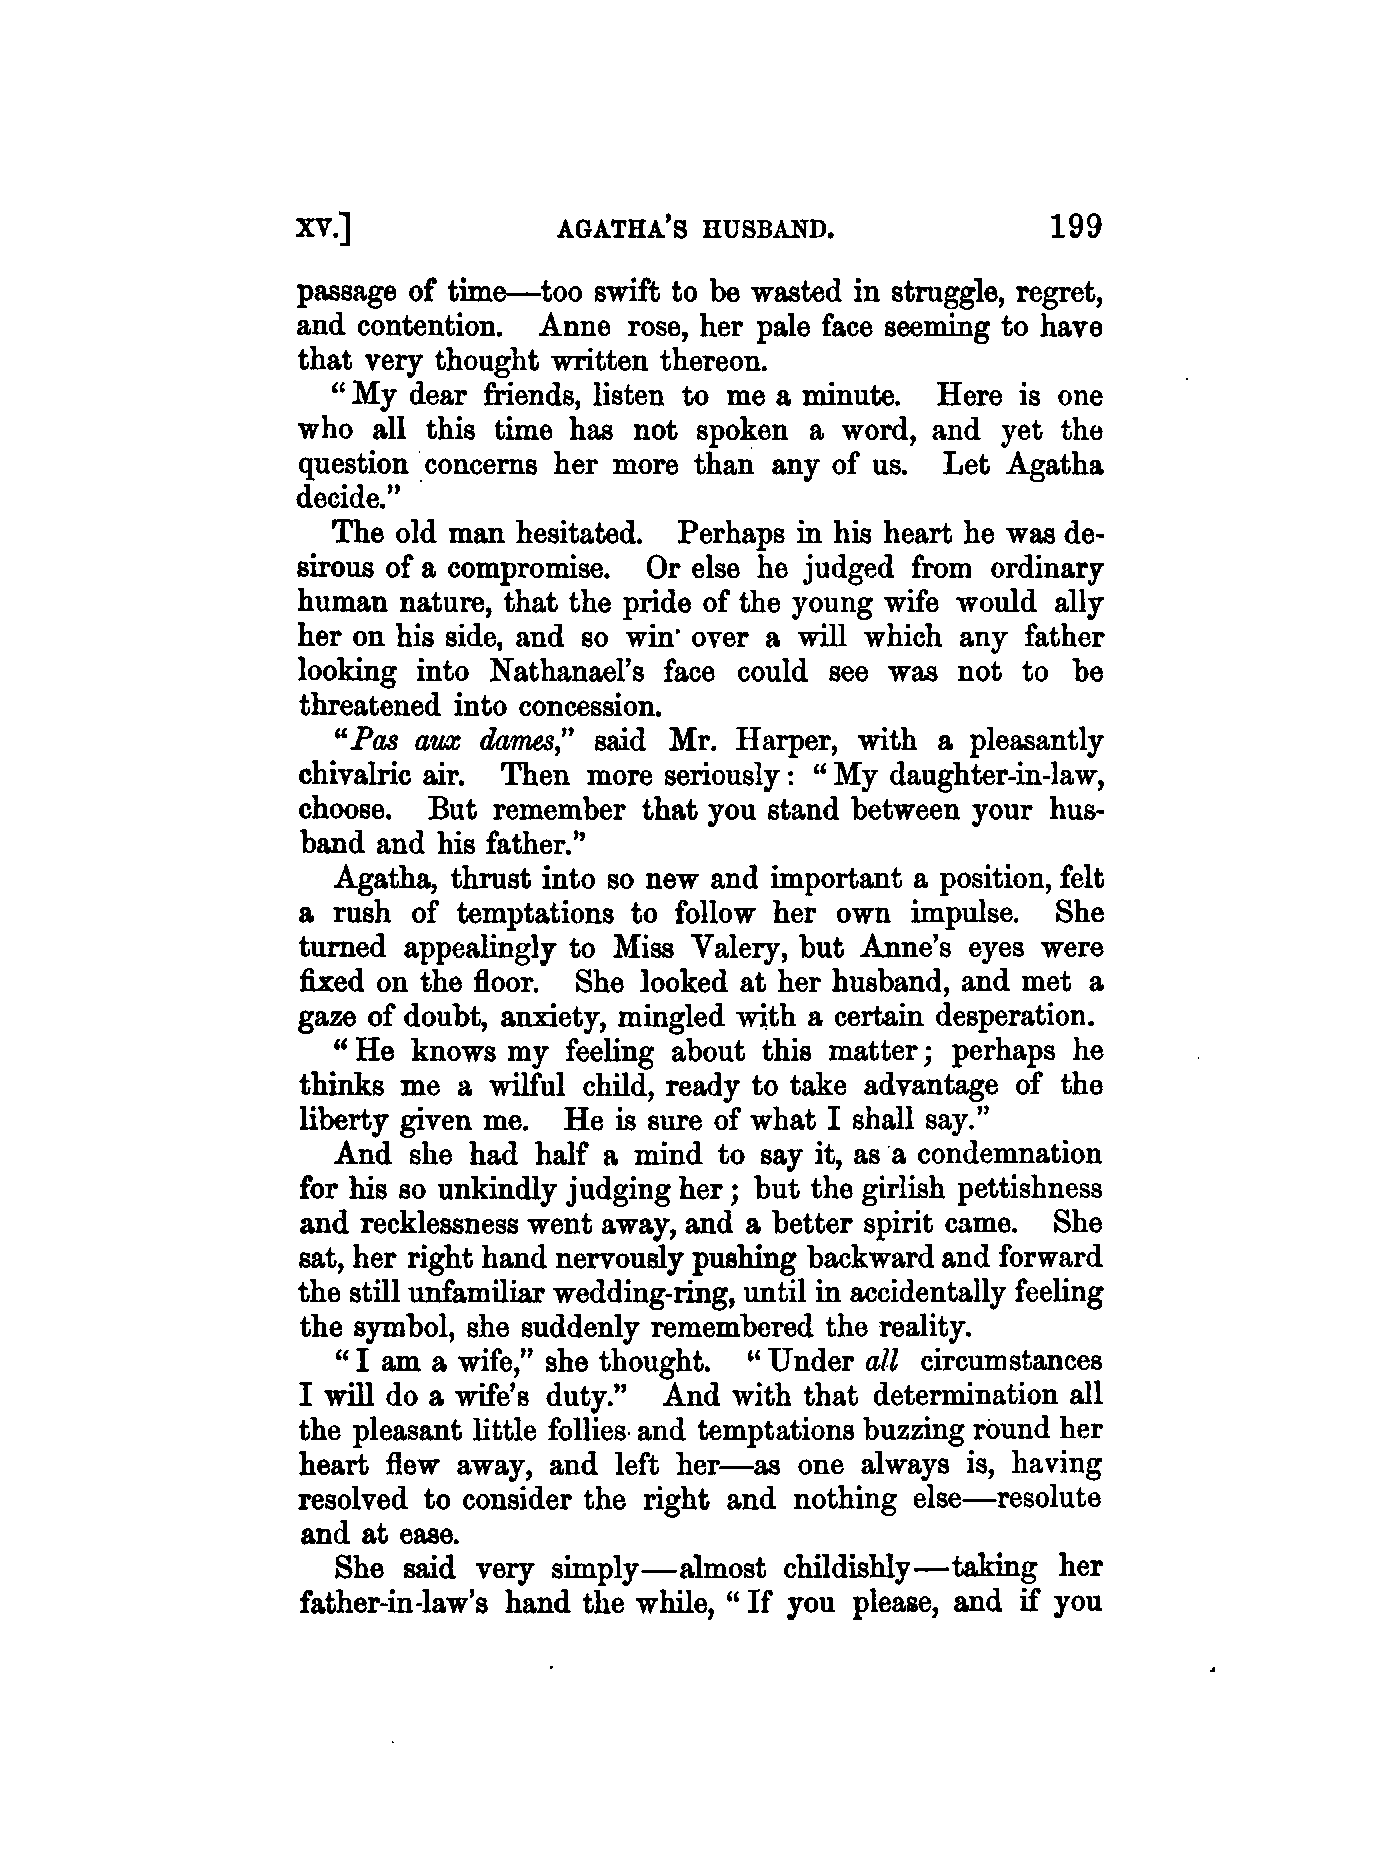 XV.] AGATHA'S HUSBAND. 199
passage of time—too swift to be wasted in struggle, regret,
and contention. Anne rose, her pale face seeming to have
that very thought written thereon.
"My dear friends, listen to me a minute. Here is one
who all this time has not spoken a word, and yet the
question concerns her more than any of us. Let Agatha
decide."
The old man hesitated. Perhaps in his heart he was de-
sirous of a compromise. Or else he judged from ordinary
human nature, that the pride of the young wife would ally
her on his side, and so win over a will which any father
looking into Nathanael's face could see was not to be
threatened into concession.
"Pas aux dames," said Mr. Harper, with a pleasantly
chivalric air. Then more seriously: "My daughter-in-law,
choose. But remember that you stand between your hus-
band and his father."
Agatha, thrust into so new and important a position, felt
a rush of temptations to follow her own impulse. She
turned appealingly to Miss Valery, but Anne's eyes were
fixed on the floor. She looked at her husband, and met a
gaze of doubt, anxiety, mingled with a certain desperation.
"He knows my feeling about this matter; perhaps he
thinks me a wilful child, ready to take advantage of the
liberty given me. He is sure of what I shall say."
And she had half a mind to say it, as a condemnation
for his so unkindly judging her; but the girlish pettishness
and recklessness went away, and a better spirit came. She
sat, her right hand nervously pushing backward and forward
the still unfamiliar wedding-ring, until in accidentally feeling
the symbol, she suddenly remembered the reality.
"I am a wife," she thought. "Under all circumstances
I will do a wife's duty." And with that determination all
the pleasant little follies and temptations buzzing round her
heart flew away, and left her—as one always is, having
resolved to consider the right and nothing else—resolute
and at ease.
She said very simply—almost childishly—taking her
father-in-law's hand the while, "If you please, and if you